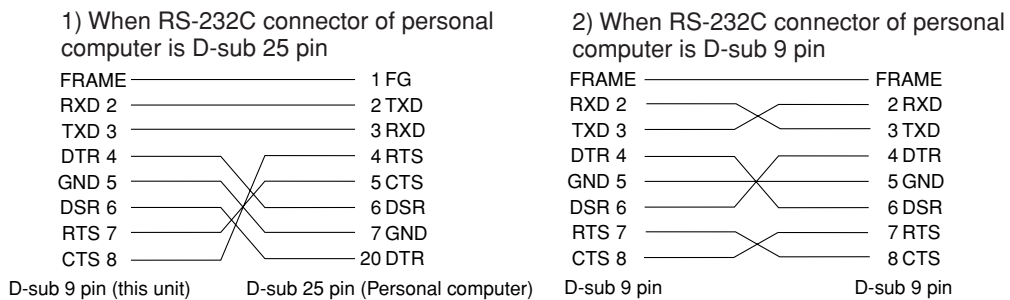 1) When RS-232C connector of personal
computer is D-sub 25 pin
FRAME 1 FG
RXD 2 2 TXD
TXD 3 3 RXD
DTR 4 4 RTS
GND 5 5 CTS
DSR 6 6 DSR
RTS 7 7 GND
CTS 8 20 DTR
D-sub 9 pin (this unit) D-sub 25 pin (Personal computer)
2) When RS-232C connector of personal
computer is D-sub 9 pin
FRAME FRAME
RXD 2 2 RXD
TXD 3 3 TXD
DTR 4 4 DTR
GND 5 5 GND
DSR 6 6 DSR
RTS 7 7 RTS
CTS 8 8 CTS
D-sub 9 pin D-sub 9 pin